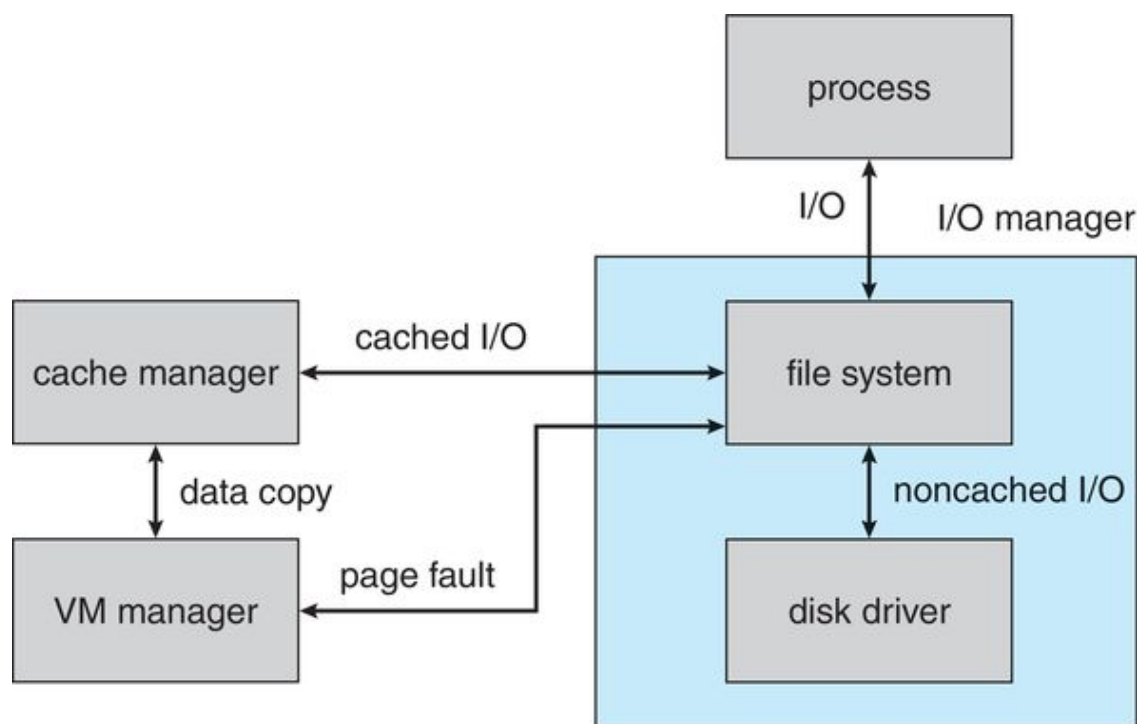 process
I/O
I/O manager
cached I/O
cache manager
file system
data copy
noncached I/O
page fault
VM manager
disk driver